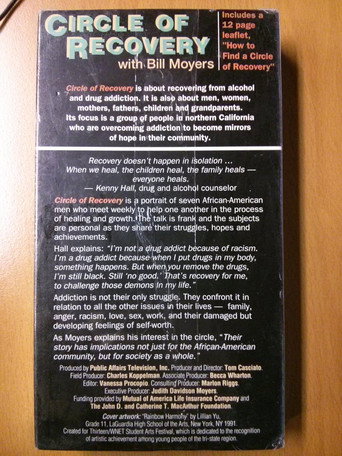 CIRCLE OF
RECOVERY
with Bill Moyers
Includes a
12 page
leaflet,
"How to
Find a Circle
of Recovery"
Circle of Recovery is about recovering from alcohol
and drug addiction. It is also about men, women,
mothers, fathers, children and grandparents.
Its focus is a group of people in northern California
who are overcoming addiction to become mirrors
of hope in their community.
Recovery doesn't happen in isolation ...
When we heal, the children heal, the family heals —
everyone heals.
— Kenny Hall, drug and alcohol counselor
Circle of Recovery is a portrait of seven African-American
men who meet weekly to help one another in the process
of healing and growth. The talk is frank and the subjects
are personal as they share their struggles, hopes and
achievements.
Hall explains: "I'm not a drug addict because of racism.
I'm a drug addict because when I put drugs in my body,
something happens. But when you remove the drugs,
I'm still black. Still 'no good.' That's recovery for me,
to challenge those demons in my life."
Addiction is not their only struggle. They confront it in
relation to all the other issues in their lives — family,
anger, racism, love, sex, work, and their damaged but
developing feelings of self-worth.
As Moyers explains his interest in the circle, "Their
story has implications not just for the African-American
community, but for society as a whole."
Produced by Public Affairs Television, Inc. Director: Tom Casciato.
Field Producer: Charles Koppelman. Associate Producer: Becca Wharton.
Editor: Vanessa Procopio. Consulting Producer: Marlon Riggs.
Executive Producer: Judith Davidson Moyers.
Funding provided by Mutual of America Life Insurance Company and
The John D. and Catherine T. MacArthur Foundation.
Cover artwork: "Rainbow Harmony" by Lillian Yu,
Grade 11, LaGuardia High School of the Arts, New York, NY 1991.
Created for Thirteen/WNET Student Arts Festival, which is dedicated to the recognition
of artistic achievement among young people of the tri-state region.